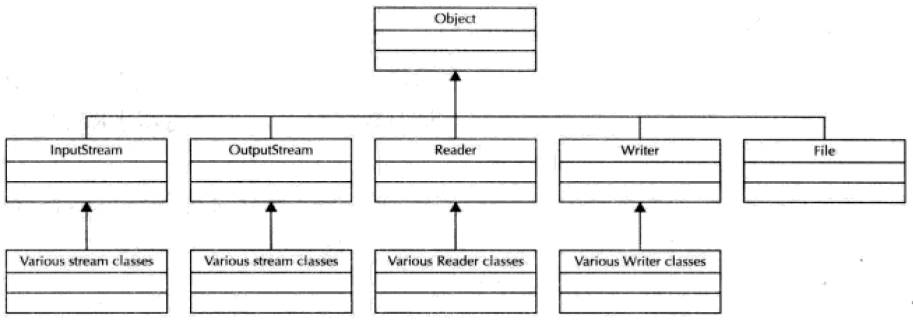 Object
InputStream
OutputStream
Reader
Writer
File
Various stream classes
Various stream classes
Various Reader classes
Various Writer classes